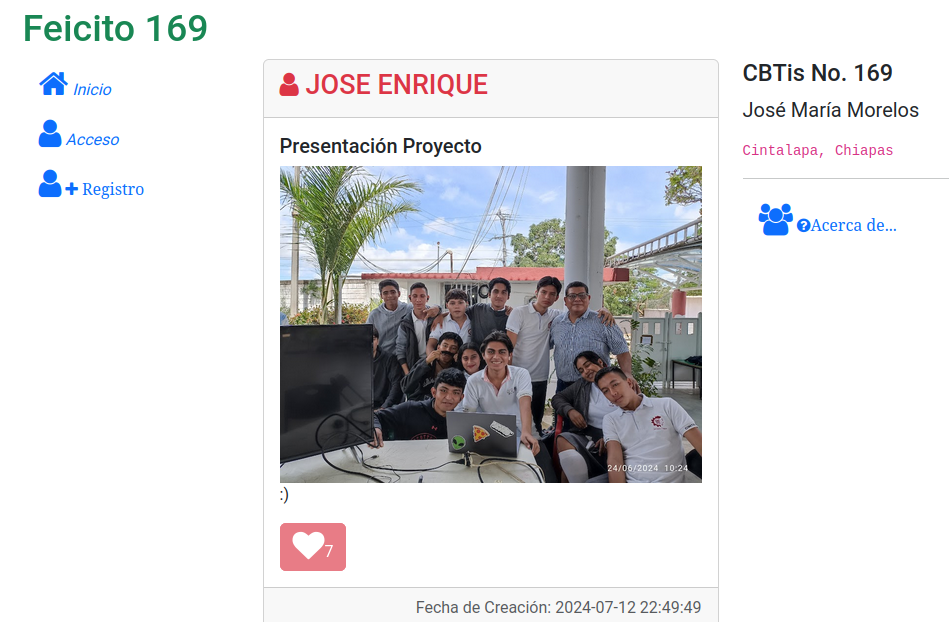 Feicito 169
Inicio
Acceso
Registro
JOSE ENRIQUE
Presentación Proyecto
24/06/2024 10:24
:)
7
Fecha de Creación: 2024-07-12 22:49:49
CBTis No. 169
José María Morelos
Cintalapa, Chiapas
Acerca de...